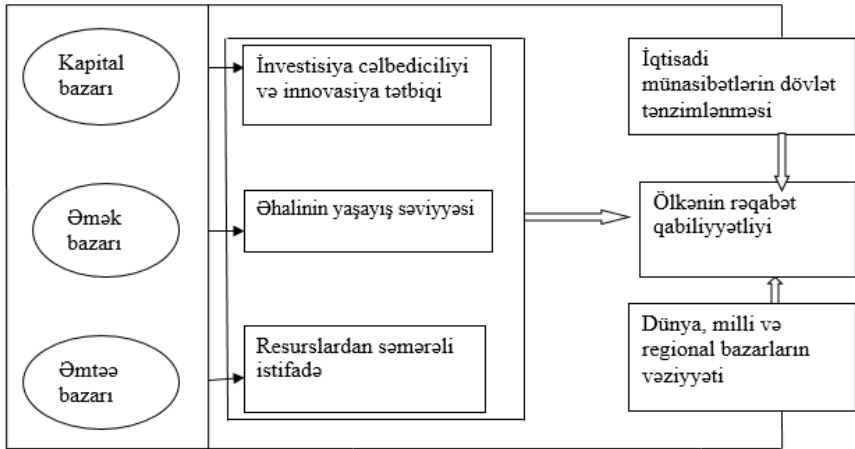 Kapital
bazarı
İnvestisiya cəlbediciliyi
və innovasiya tətbiqi
İqtisadi
münasibətlərin dövlət
tənzimlənməsi
Əmək
bazarı
Əhalinin yaşayış səviyyəsi
Ölkənin rəqabət
qabiliyyətliyi
Əmtəə
bazarı
Resurslardan səmərəli
istifadə
Dünya, milli və
regional bazarların
vəziyyəti